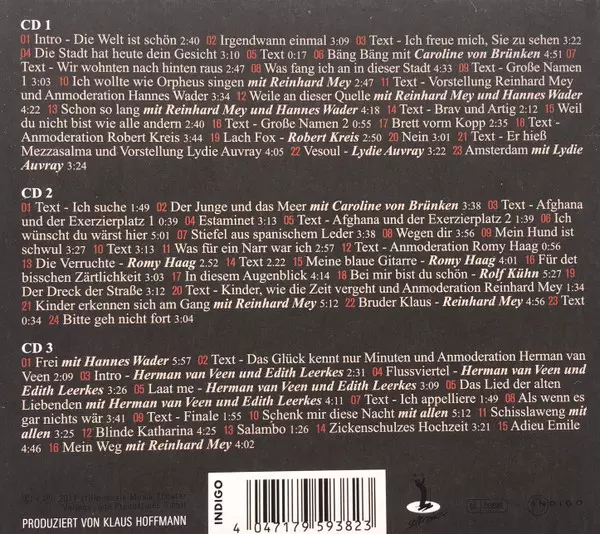 CD 1
01 Intro - Die Welt ist schön 2:40 02 Irgendwann einmal 3:09 03 Text - Ich freue mich, Sie zu sehen 3:22
04 Die Stadt hat heute dein Gesicht 3:10 05 Text 0:17 06 Bäng Bäng mit Caroline von Brünken 4:51 07
Text - Wir wohnten nach hinten raus 2:47 08 Was fang ich an in dieser Stadt 4:33 09 Text - Große Namen
1 0:53 10 Ich wollte wie Orpheus singen mit Reinhard Mey 2:47 11 Text - Vorstellung Reinhard Mey
und Anmoderation Hannes Wader 3:34 12 Weile an dieser Quelle mit Reinhard Mey und Hannes Wader
4:22 13 Schon so lang mit Reinhard Mey und Hannes Wader 4:18 14 Text - Brav und Artig 2:12 15 Weil
du nicht bist wie alle andern 2:40 16 Text - Große Namen 2 0:55 17 Brett vorm Kopp 2:35 18 Text -
Anmoderation Robert Kreis 3:44 19 Lach Fox - Robert Kreis 2:50 20 Nein 3:01 21 Text - Er hieß
Mezzasalma und Vorstellung Lydie Auvray 4:05 22 Vesoul - Lydie Auvray 3:22 23 Amsterdam mit Lydie
Auvray 3:24
CD 2
01 Text - Ich suche 1:49 02 Der Junge und das Meer mit Caroline von Brünken 3:38 03 Text - Afghana
und der Exerzierplatz 1 0:39 04 Estaminet 3:13 05 Text - Afghana und der Exerzierplatz 2 1:39 06 Ich
wünscht du wärst hier 5:01 07 Stiefel aus spanischem Leder 3:38 08 Wegen dir 3:56 09 Mein Hund ist
schwul 3:27 10 Text 3:13 11 Was für ein Narr war ich 2:57 12 Text - Anmoderation Romy Haag 0:56
13 Die Verruchte - Romy Haag 2:52 14 Text 2.22 15 Meine blaue Gitarre - Romy Haag 4:01 16 Für det
bisschen Zärtlichkeit 3:03 17 In diesem Augenblick 4:14 18 Bei mir bist du schön - Rolf Kühn 5:27 19
Der Dreck der Straße 3:12 20 Text - Kinder, wie die Zeit vergeht und Anmoderation Reinhard Mey 1:34
21 Kinder erkennen sich am Gang mit Reinhard Mey 5:12 22 Bruder Klaus - Reinhard Mey 4:56 23 Text
0:34 24 Bitte geh nicht fort 3:04
CD 3
01 Frei mit Hannes Wader 5:57 02 Text - Das Glück kennt nur Minuten und Anmoderation Herman van
Veen 2:09 03 Intro - Herman van Veen und Edith Leerkes 2:31 04 Flussviertel - Herman van Veen und
Edith Leerkes 3:26 05 Laat me - Herman van Veen und Edith Leerkes 3:09 05 Das Lied der alten
Liebenden mit Herman van Veen und Edith Leerkes 4:11 07 Text - Ich appelliere 1:49 08 Als wenn es
gar nichts wär 3:41 09 Text - Finale 1:55 10 Schenk mir diese Nacht mit allen 5:12 11 Schisslaweng mit
allen 3:25 12 Blinde Katharina 4:25 13 Salambo 1:26 14 Zickenschulzes Hochzeit 3:21 15 Adieu Emile
4:46 16 Mein Weg mit Reinhard Mey 4:02
PRODUZIERT VON KLAUS HOFFMANN
INDIGO
4 047179 593823
INDIGO